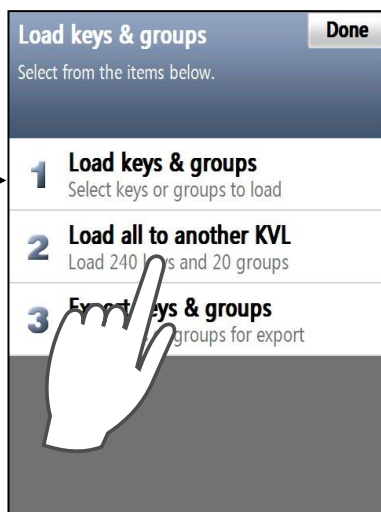 Load keys & groups
Done
Select from the items below.
1 Load keys & groups
Select keys or groups to load
2 Load all to another KVL
Load 240 and 20 groups
3 & groups
groups for export